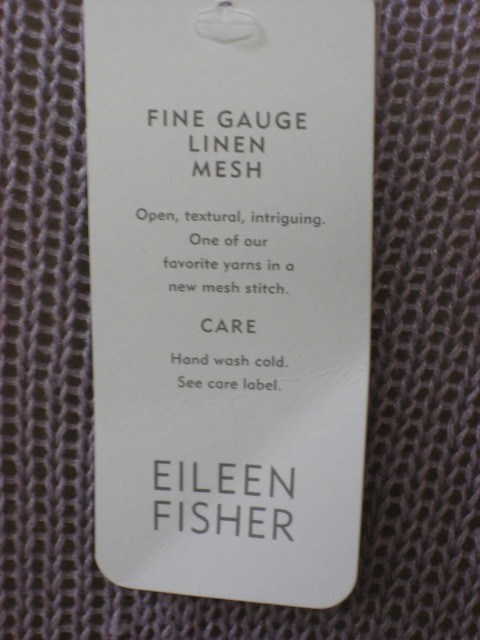 FINE GAUGE
LINEN
MESH
Open, textural, intriguing.
One of our
favorite yarns in a
new mesh stitch.
CARE
Hand wash cold.
See care label.
EILEEN
FISHER